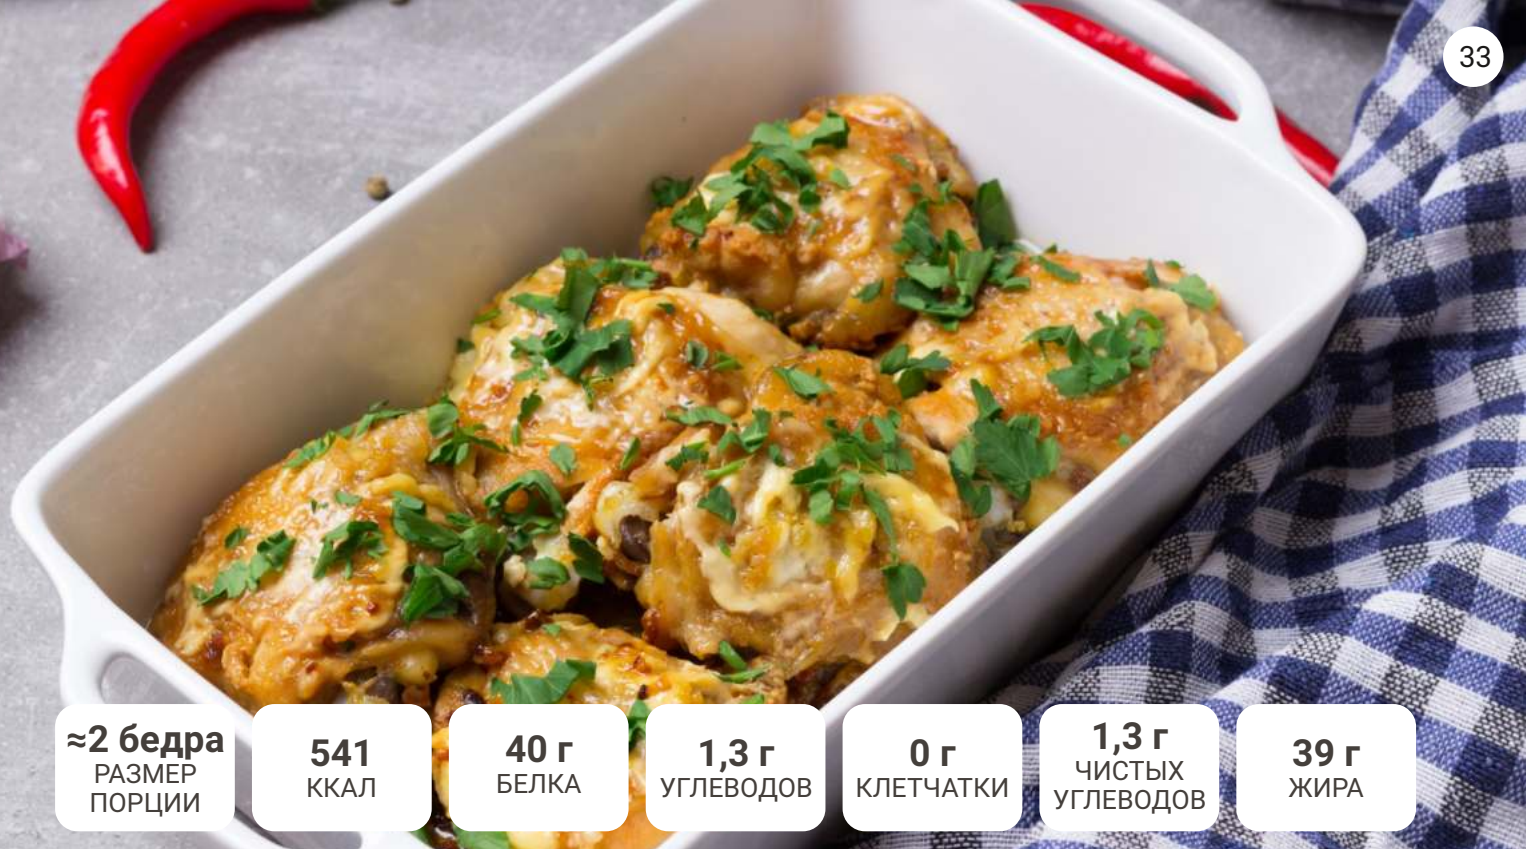 33
≈2 бедра
РАЗМЕР
ПОРЦИИ
541
ККАЛ
40 г
БЕЛКА
1,3 г
УГЛЕВОДОВ
0 г
КЛЕТЧАТКИ
1,3 г
ЧИСТЫХ
УГЛЕВОДОВ
39 г
ЖИРА